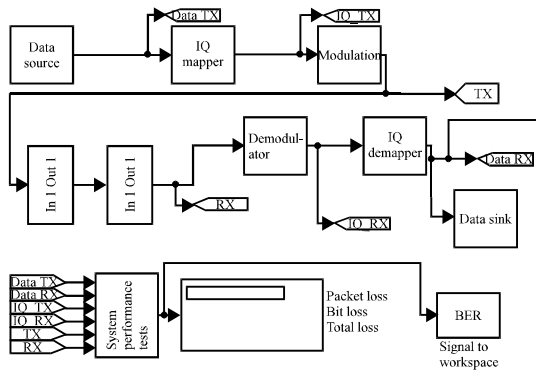 Data TX
IQ_TX
Data
source
IQ
mapper
Modulation
TX
In 1 Out 1
In 1 Out 1
Demodul-
ator
IQ
demapper
Data RX
RX
IQ_RX
Data sink
Data TX
Data RX
IQ_TX
IQ_RX
TX
RX
System
performance
tests
Packet loss
Bit loss
Total loss
BER
Signal to
workspace